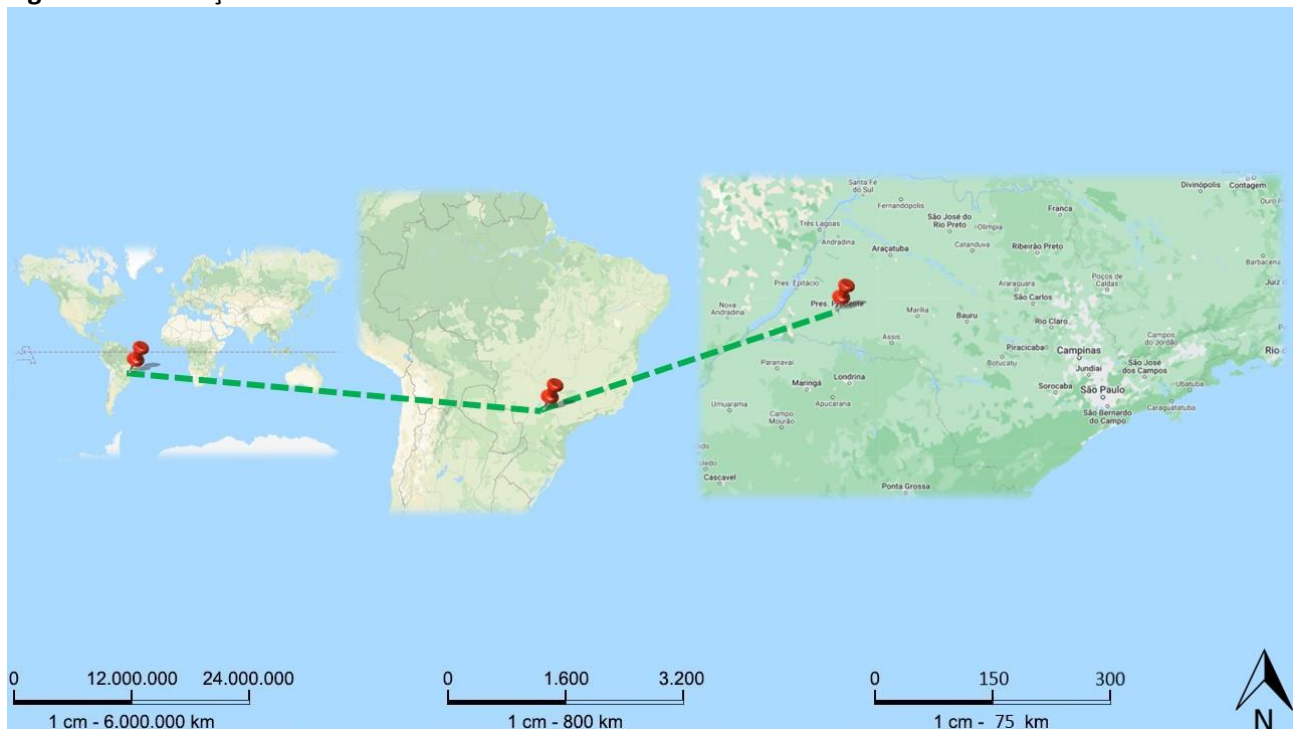 Santa Fé
do Sul
Fernandópolis
Divinópolis
Contagem
Franca
São José do
Rio Preto
Olímpia
Três Lagoas
Andradina
Araçatuba
Catanduva
Ribeirão Preto
Barbacena
Pres. Epitácio
Araraquara
Poços de
Caldas
São Carlos
Nova
Andradina
Marília
Bauru
Rio Claro
Assis
Piracicaba
Campinas
Campos
do Jordão
Paranavaí
Botucatu
Jundiaí
São José
dos Campos
Maringá
Londrina
Sorocaba
São Paulo
Ubatuba
Umuarama
Apucarana
São Bernardo
do Campo
Caraguatatuba
Campo
Mourão
Cascavel
Ponta Grossa
0 12.000.000 24.000.000
1 cm - 6.000.000 km
0 1.600 3.200
1 cm - 800 km
0 150 300
1 cm - 75 km
N